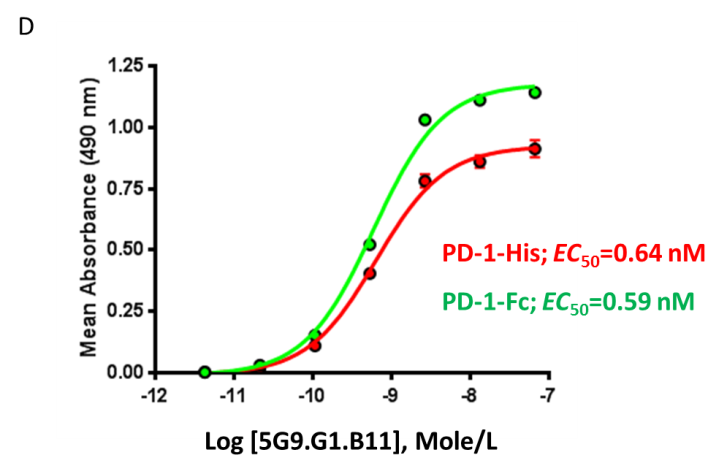 D
Mean Absorbance (490 nm)
1.25
1.00
0.75
0.50
0.25
0.00
-12 -11 -10 -9 -8 -7
Log [5G9.G1.B11], Mole/L
PD-1-His; EC50=0.64 nM
PD-1-Fc; EC50=0.59 nM